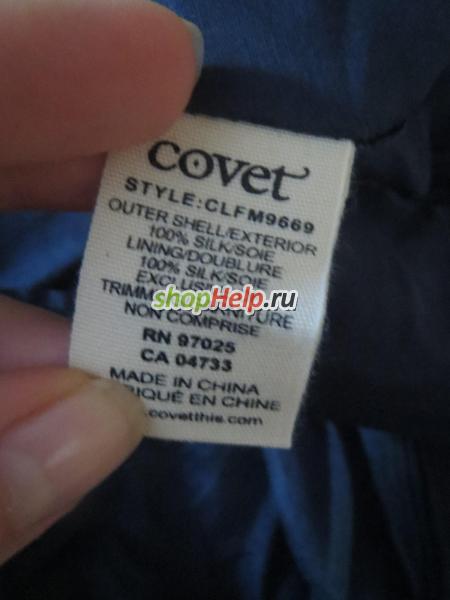 covet
STYLE:CLFM9669
OUTER SHELL/EXTERIOR
100% SILK/SOIE
LINING/DOUBLURE
100% SILK/SOIE
shopHelp.ru
NON COMPRISE
RN 97025
CA 04733
MADE IN CHINA
EN CHINE
.covetthis.com